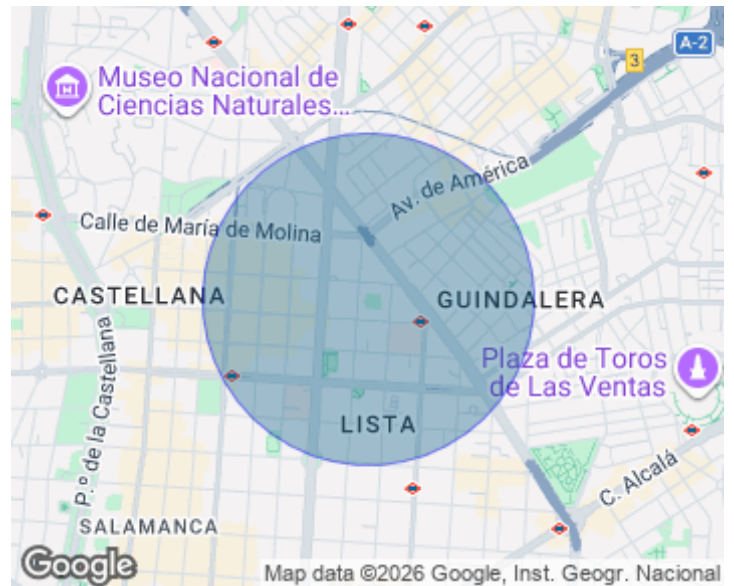 A-2
3
Museo Nacional de
Ciencias Naturales...
Av. de América
Calle de María de Molina
CASTELLANA
GUINDALERA
P.º de la Castellana
Plaza de Toros
de Las Ventas
LISTA
C. Alcalá
SALAMANCA
Google
Map data ©2026 Google, Inst. Geogr. Nacional